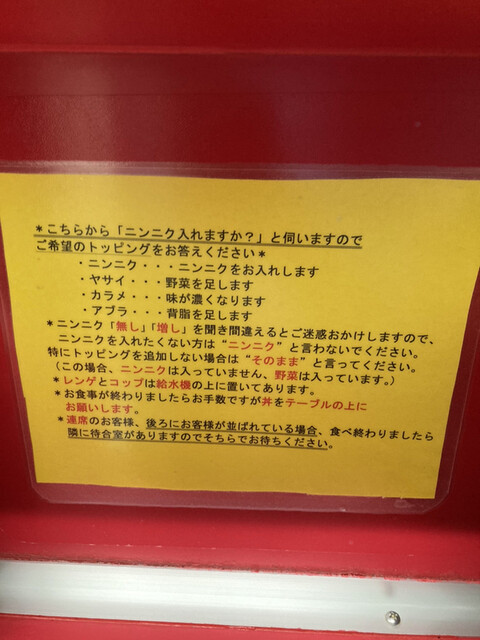 ＊こちらから「ニンニク入れますか？」と伺いますので
ご希望のトッピングをお答えください＊
・ニンニク・・・ニンニクをお入れします
・ヤサイ・・・野菜を足します
・カラメ・・・味が濃くなります
・アブラ・・・背脂を足します
＊ニンニク「無し」「増し」を聞き間違えるとご迷惑おかけしますので、
ニンニクを入れたくない方は“ニンニク”と言わないでください。
特にトッピングを追加しない場合は“そのまま”と言ってください。
（この場合、ニンニクは入っていません、野菜は入っています。）
＊レンゲとコップは給水機の上に置いてあります。
＊お食事が終わりましたらお手数ですが丼をテーブルの上に
お願いします。
＊連席のお客様、後ろにお客様が並ばれている場合、食べ終わりましたら
隣に待合室がありますのでそちらでお待ちください。